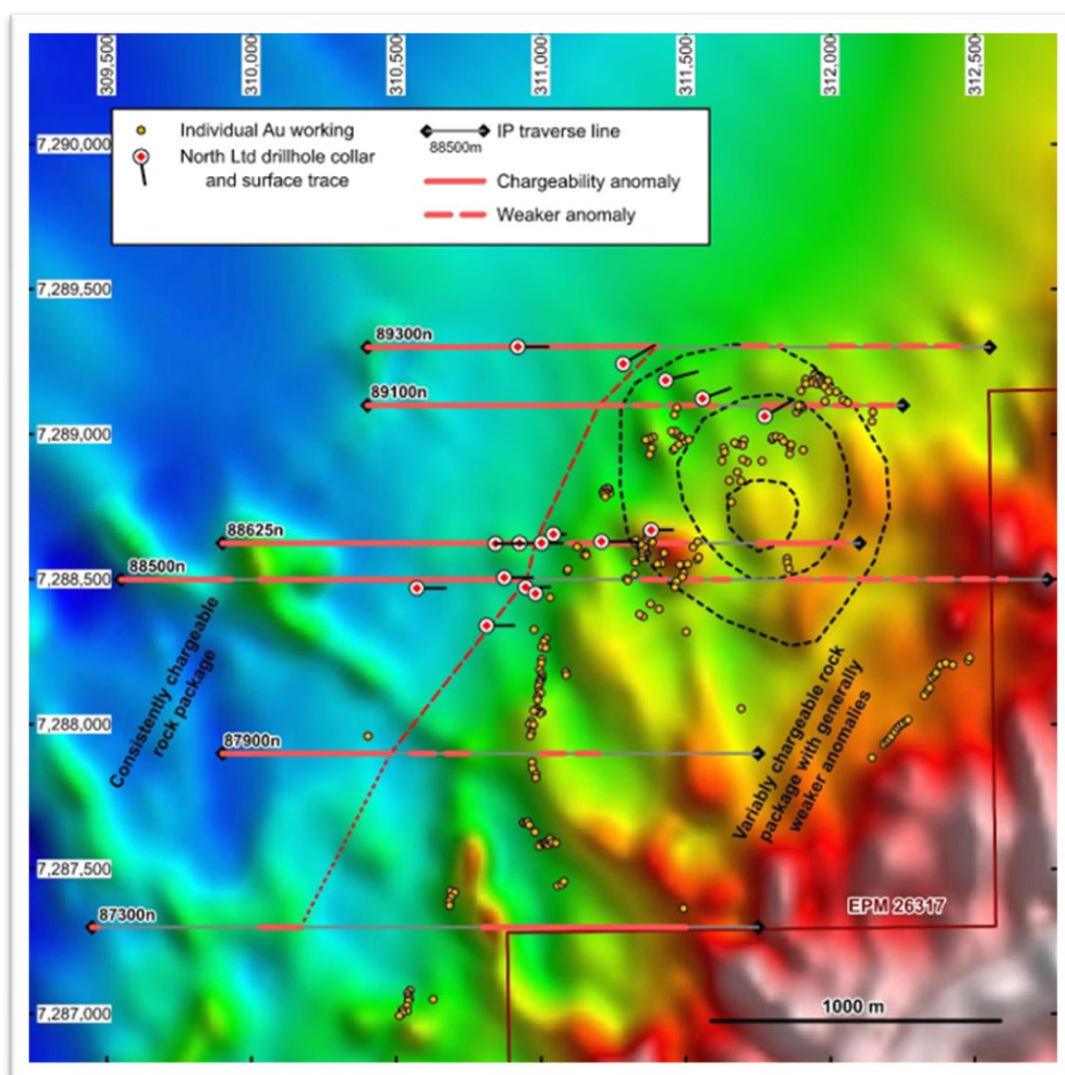 309,500
310,000
310,500
311,000
311,500
312,000
312,500
Individual Au working
North Ltd drillhole collar
and surface trace
IP traverse line
88500m
Chargeability anomaly
Weaker anomaly
7,290,000
7,289,500
89300n
89100n
7,289,000
88625n
88500n
7,288,500
Consistently chargeable
rock package
7,288,000
87900n
Variably chargeable rock
package with generally
weaker anomalies
7,287,500
87300n
EPM 26317
7,287,000
1000 m